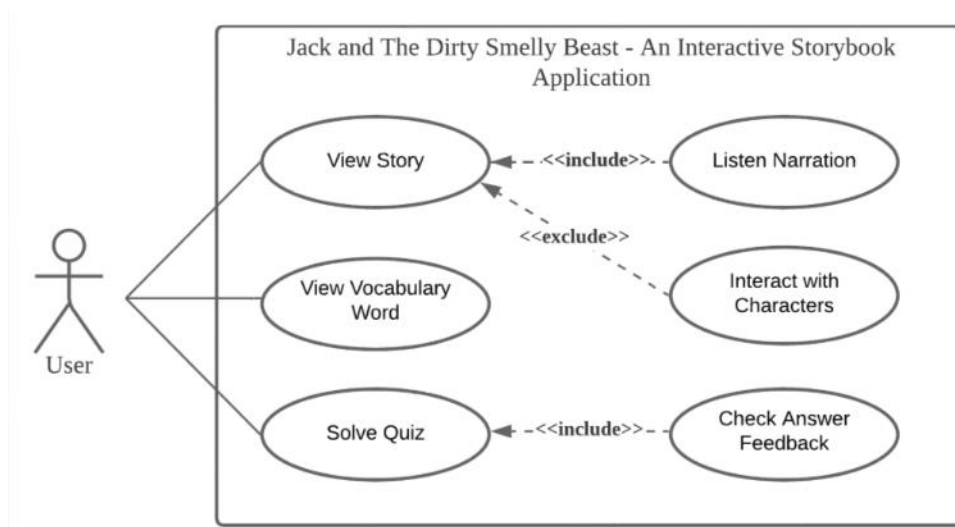 Jack and The Dirty Smelly Beast - An Interactive Storybook
Application
View Story
<<include>>
Listen Narration
<<exclude>>
View Vocabulary
Word
Interact with
Characters
User
Solve Quiz
<<include>>
Check Answer
Feedback